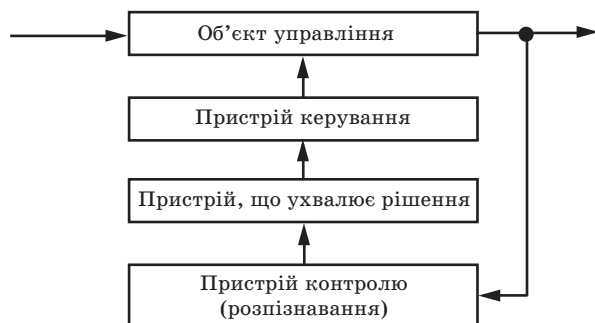 Об’єкт управління
Пристрій керування
Пристрій, що ухвалює рішення
Пристрій контролю
(розпізнавання)